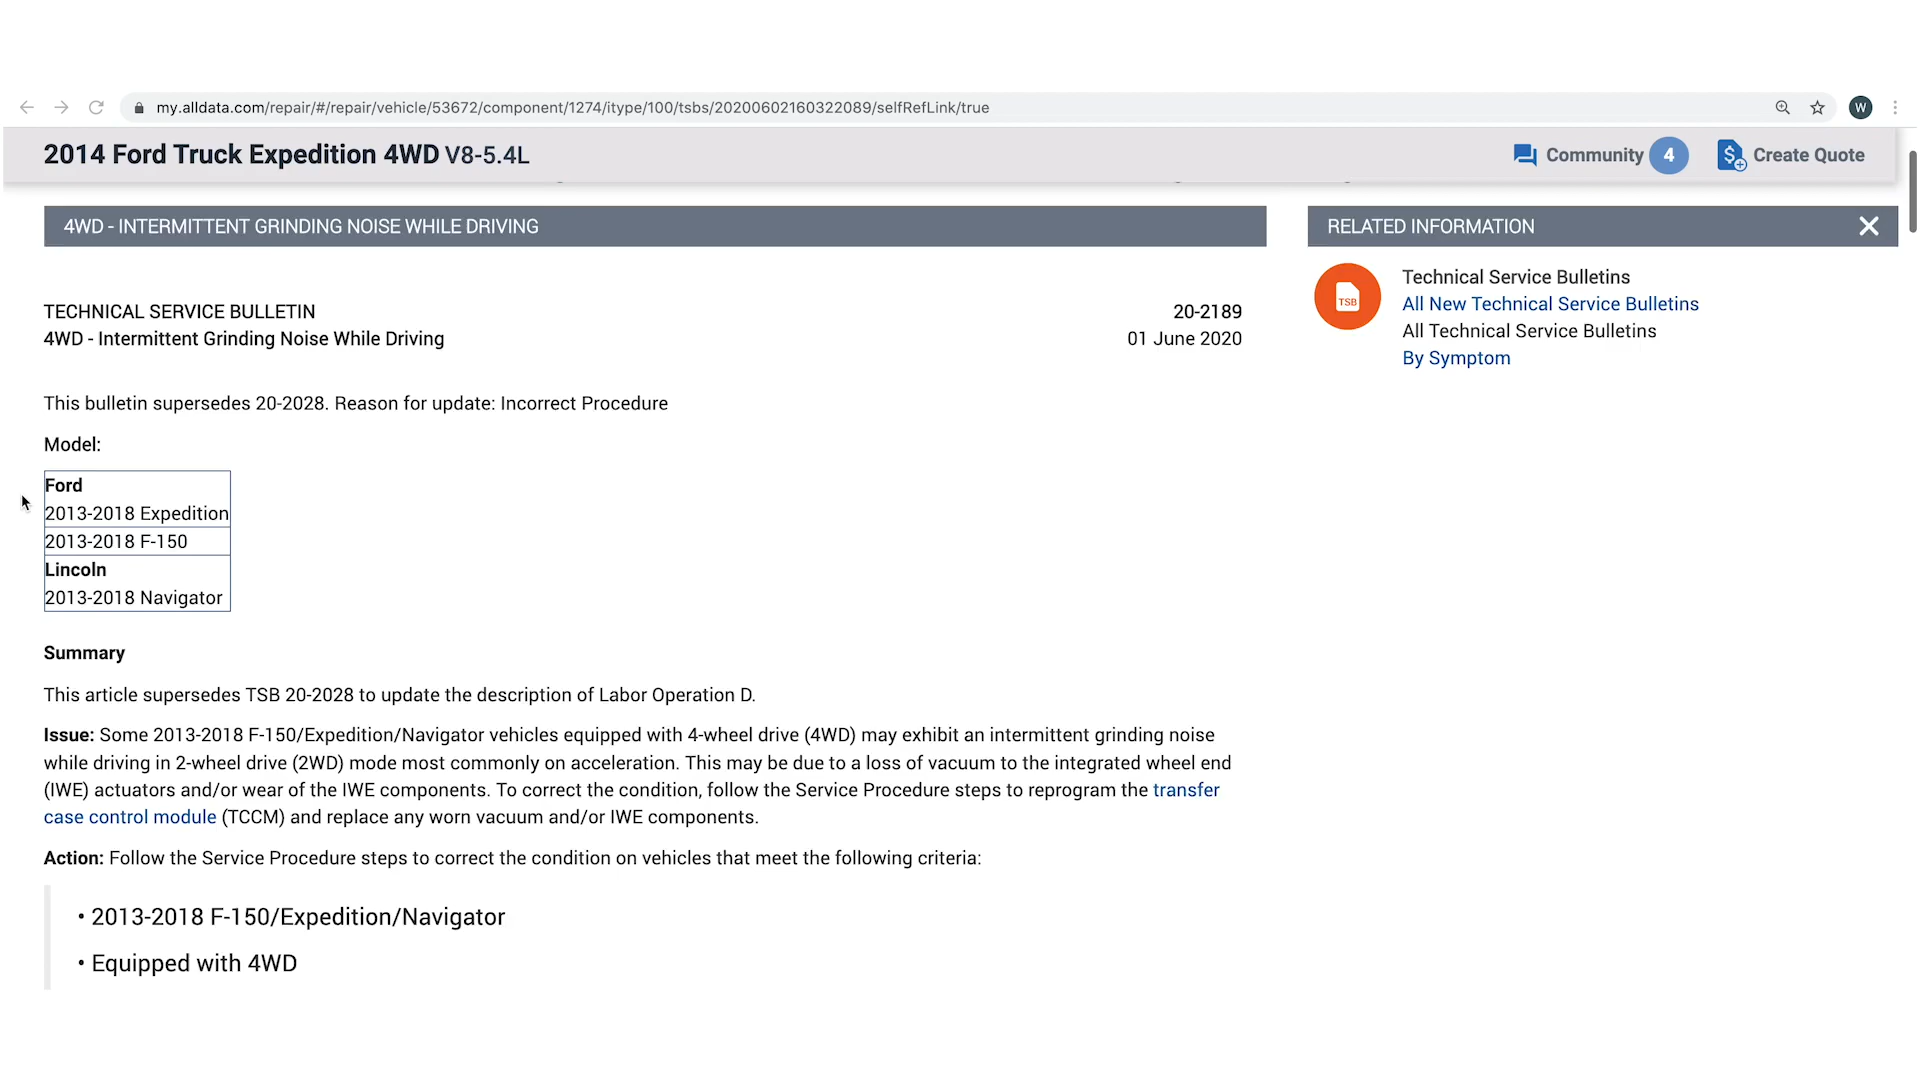 my.alldata.com/repair/#/repair/vehicle/53672/component/1274/itype/100/tsbs/20200602160322089/selfRefLink/true
W
2014 Ford Truck Expedition 4WD V8-5.4L
Community 4
Create Quote
4WD - INTERMITTENT GRINDING NOISE WHILE DRIVING
TECHNICAL SERVICE BULLETIN 20-2189
4WD - Intermittent Grinding Noise While Driving 01 June 2020
This bulletin supersedes 20-2028. Reason for update: Incorrect Procedure
Model:
Ford
2013-2018 Expedition
2013-2018 F-150
Lincoln
2013-2018 Navigator
Summary
This article supersedes TSB 20-2028 to update the description of Labor Operation D.
Issue: Some 2013-2018 F-150/Expedition/Navigator vehicles equipped with 4-wheel drive (4WD) may exhibit an intermittent grinding noise
while driving in 2-wheel drive (2WD) mode most commonly on acceleration. This may be due to a loss of vacuum to the integrated wheel end
(IWE) actuators and/or wear of the IWE components. To correct the condition, follow the Service Procedure steps to reprogram the transfer
case control module (TCCM) and replace any worn vacuum and/or IWE components.
Action: Follow the Service Procedure steps to correct the condition on vehicles that meet the following criteria:
• 2013-2018 F-150/Expedition/Navigator
• Equipped with 4WD
RELATED INFORMATION
TSB
Technical Service Bulletins
All New Technical Service Bulletins
All Technical Service Bulletins
By Symptom